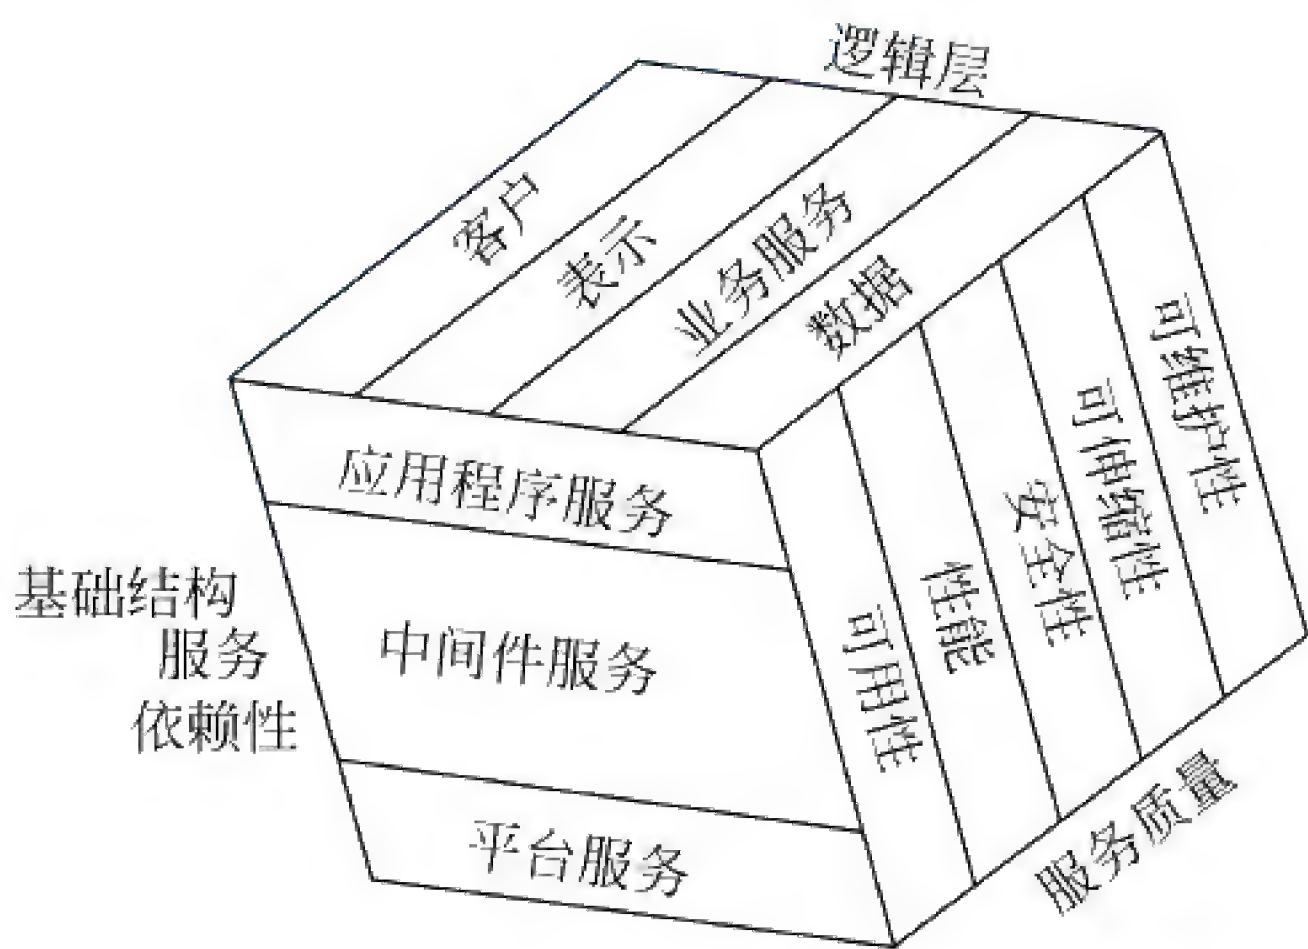 逻辑层
客户
表示
业务服务
数据
应用程序服务
中间件服务
平台服务
基础结构
服务
依赖性
可用性
性能
安全性
可伸缩性
可维护性
服务质量